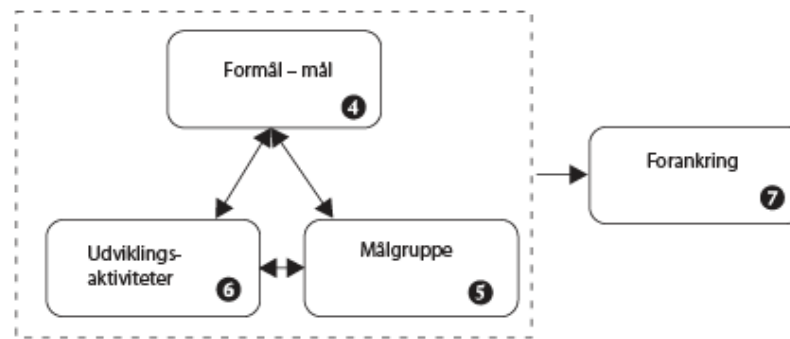 Formål – mål
4
Forankring
7
Udviklings-
aktiviteter
6
Målgruppe
5